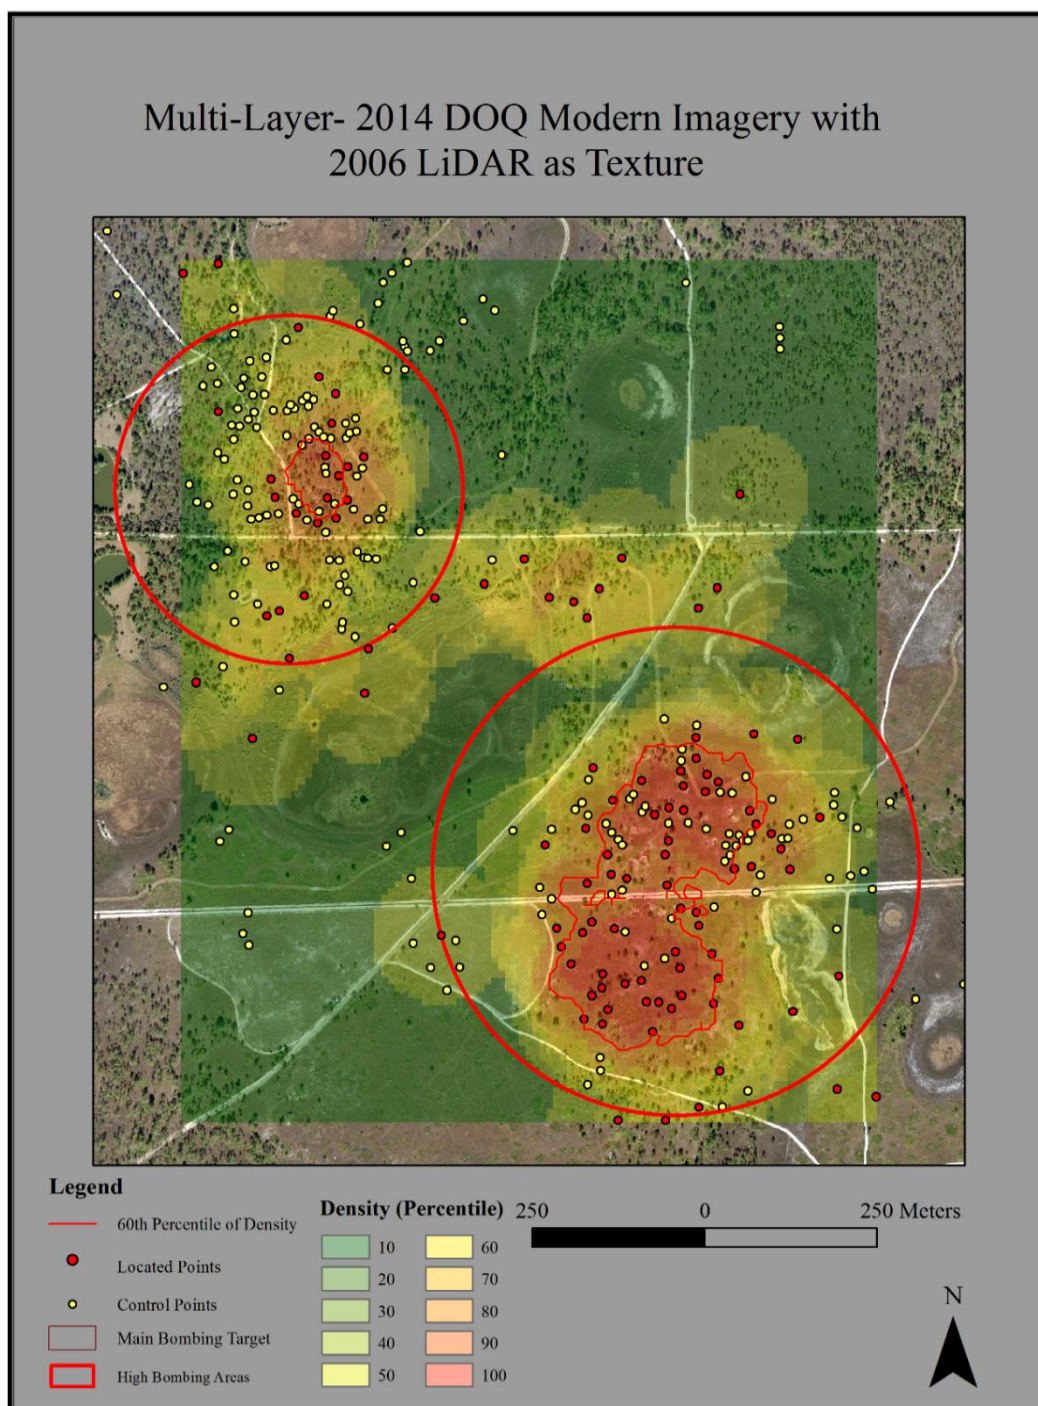 Multi-Layer- 2014 DOQ Modern Imagery with
2006 LiDAR as Texture
Legend
60th Percentile of Density
Located Points
Control Points
Main Bombing Target
High Bombing Areas
Density (Percentile)
10
20
30
40
50
60
70
80
90
100
250 0 250 Meters
N